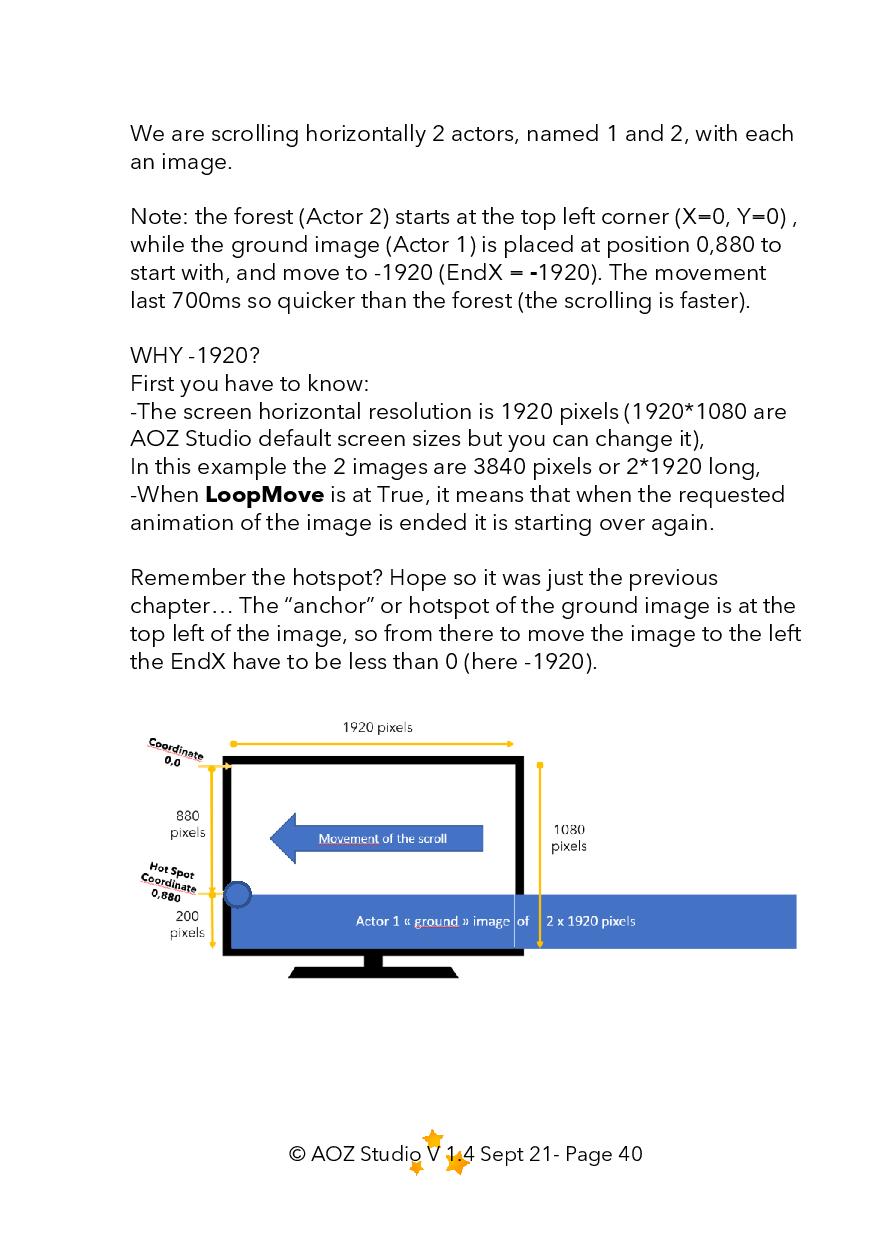 We are scrolling horizontally 2 actors, named 1 and 2, with each
an image.
Note: the forest (Actor 2) starts at the top left corner (X=0, Y=0) ,
while the ground image (Actor 1) is placed at position 0,880 to
start with, and move to -1920 (EndX = -1920). The movement
last 700ms so quicker than the forest (the scrolling is faster).
WHY -1920?
First you have to know:
-The screen horizontal resolution is 1920 pixels (1920*1080 are
AOZ Studio default screen sizes but you can change it),
In this example the 2 images are 3840 pixels or 2*1920 long,
-When LoopMove is at True, it means that when the requested
animation of the image is ended it is starting over again.
Remember the hotspot? Hope so it was just the previous
chapter… The “anchor” or hotspot of the ground image is at the
top left of the image, so from there to move the image to the left
the EndX have to be less than 0 (here -1920).
1920 pixels
Coordinate
0,0
880
pixels
Movement of the scroll
1080
pixels
Hot Spot
Coordinate
0,880
200
pixels
Actor 1 « ground » image of 2 x 1920 pixels
© AOZ Studio V 1.4 Sept 21- Page 40